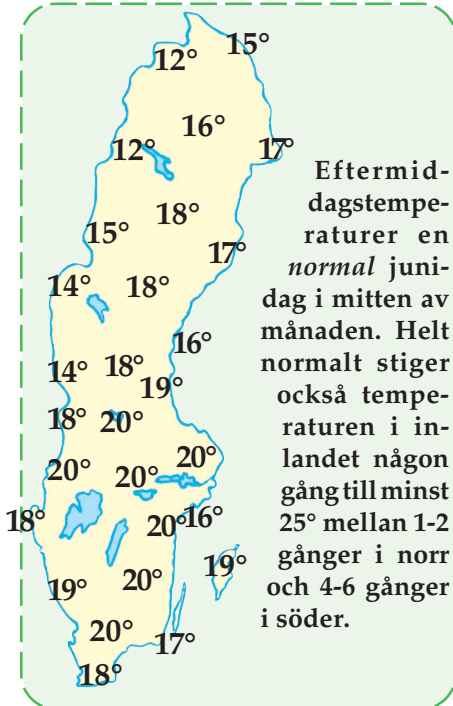 15°
12°
16°
12°
17°
18°
15°
17°
14°
18°
16°
18°
14°
19°
18°
20°
20°
20°
20°
18°
20°
16°
19°
20°
19°
20°
17°
18°
Eftermid-
dagstempe-
raturer en
normal juni-
dag i mitten av
månaden. Helt
normalt stiger
också tempe-
raturen i in-
landet någon
gång till minst
25° mellan 1-2
gånger i norr
och 4-6 gånger
i söder.